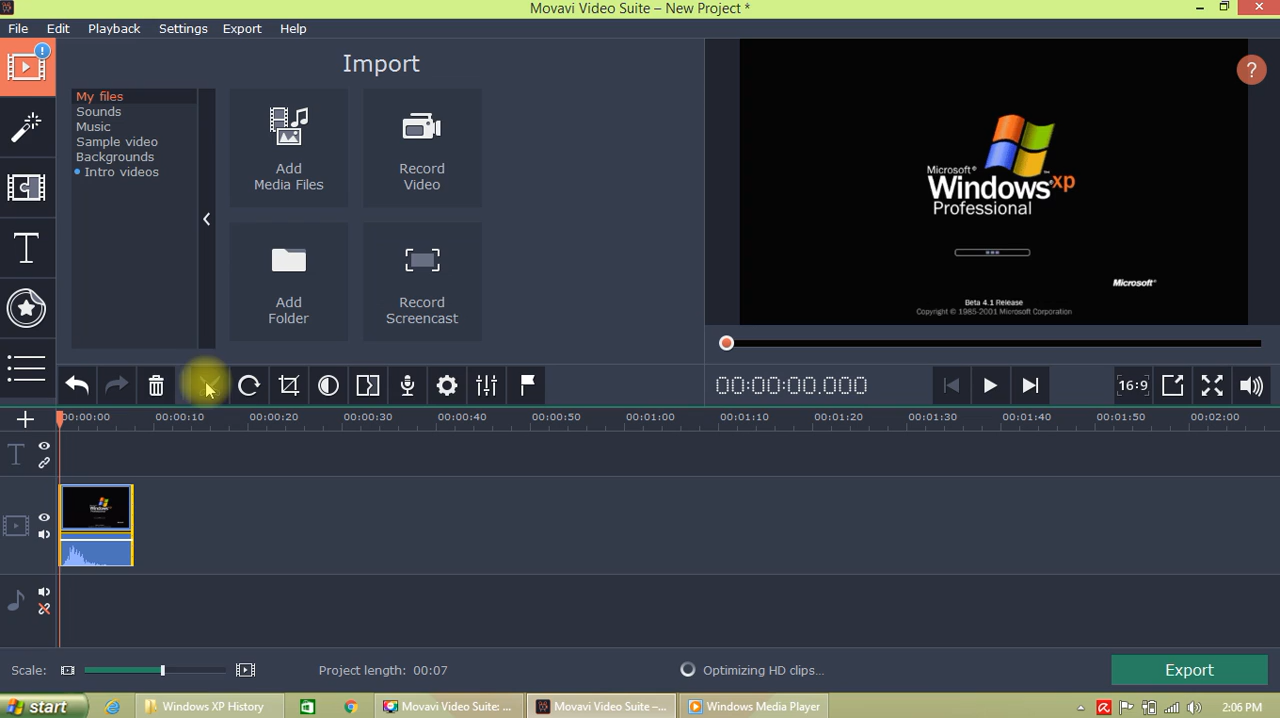 Movavi Video Suite – New Project *
File Edit Playback Settings Export Help
Import
My files
Sounds
Music
Sample video
Backgrounds
Intro videos
Add
Media Files
Record
Video
Add
Folder
Record
Screencast
?
Microsoft®
Windows xp
Professional
Microsoft®
Beta 4.1 Release
Copyright © 1985-2001 Microsoft Corporation
00:00:00.000
16:9
00:00:00 00:00:10 00:00:20 00:00:30 00:00:40 00:00:50 00:01:00 00:01:10 00:01:20 00:01:30 00:01:40 00:01:50 00:02:00
Scale:
Project length: 00:07
Optimizing HD clips...
Export
start
Windows XP History
Movavi Video Suite: ...
Movavi Video Suite –...
Windows Media Player
2:06 PM